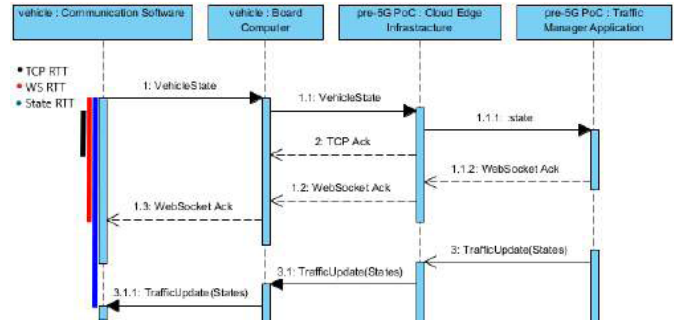 vehicle : Communication Software
vehicle : Board
Computer
pre-5G PoC : Cloud Edge
Infrastracture
pre-5G PoC : Traffic
Manager Application
TCP RTT
WS RTT
State RTT
1: VehicleState
1.1: VehicleState
1.1.1: :state
2: TCP Ack
1.1.2: WebSocket Ack
1.2: WebSocket Ack
1.3: WebSocket Ack
3: TrafficUpdate(States)
3.1: TrafficUpdate(States)
3.1.1: TrafficUpdate(States)